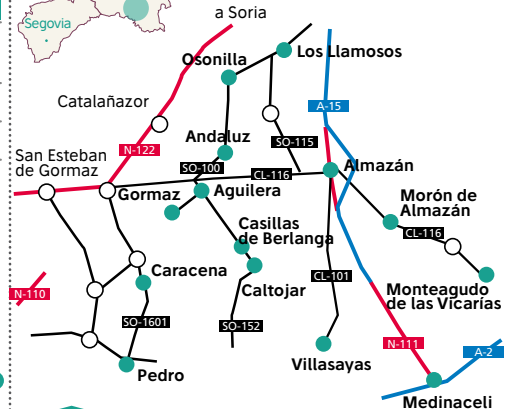 a Soria
Segovia
Los Llamosos
Osonilla
Catalañazor
A-15
Andaluz
SO-115
N-122
San Esteban
de Gormaz
SO-100
CL-116
Almazán
Gormaz
Aguilera
Morón de
Almazán
Casillas
de Berlanga
CL-116
Caracena
CL-101
Caltojar
Monteagudo
de las Vicarías
N-110
SO-1601
SO-152
N-111
A-2
Villasayas
Pedro
Medinaceli